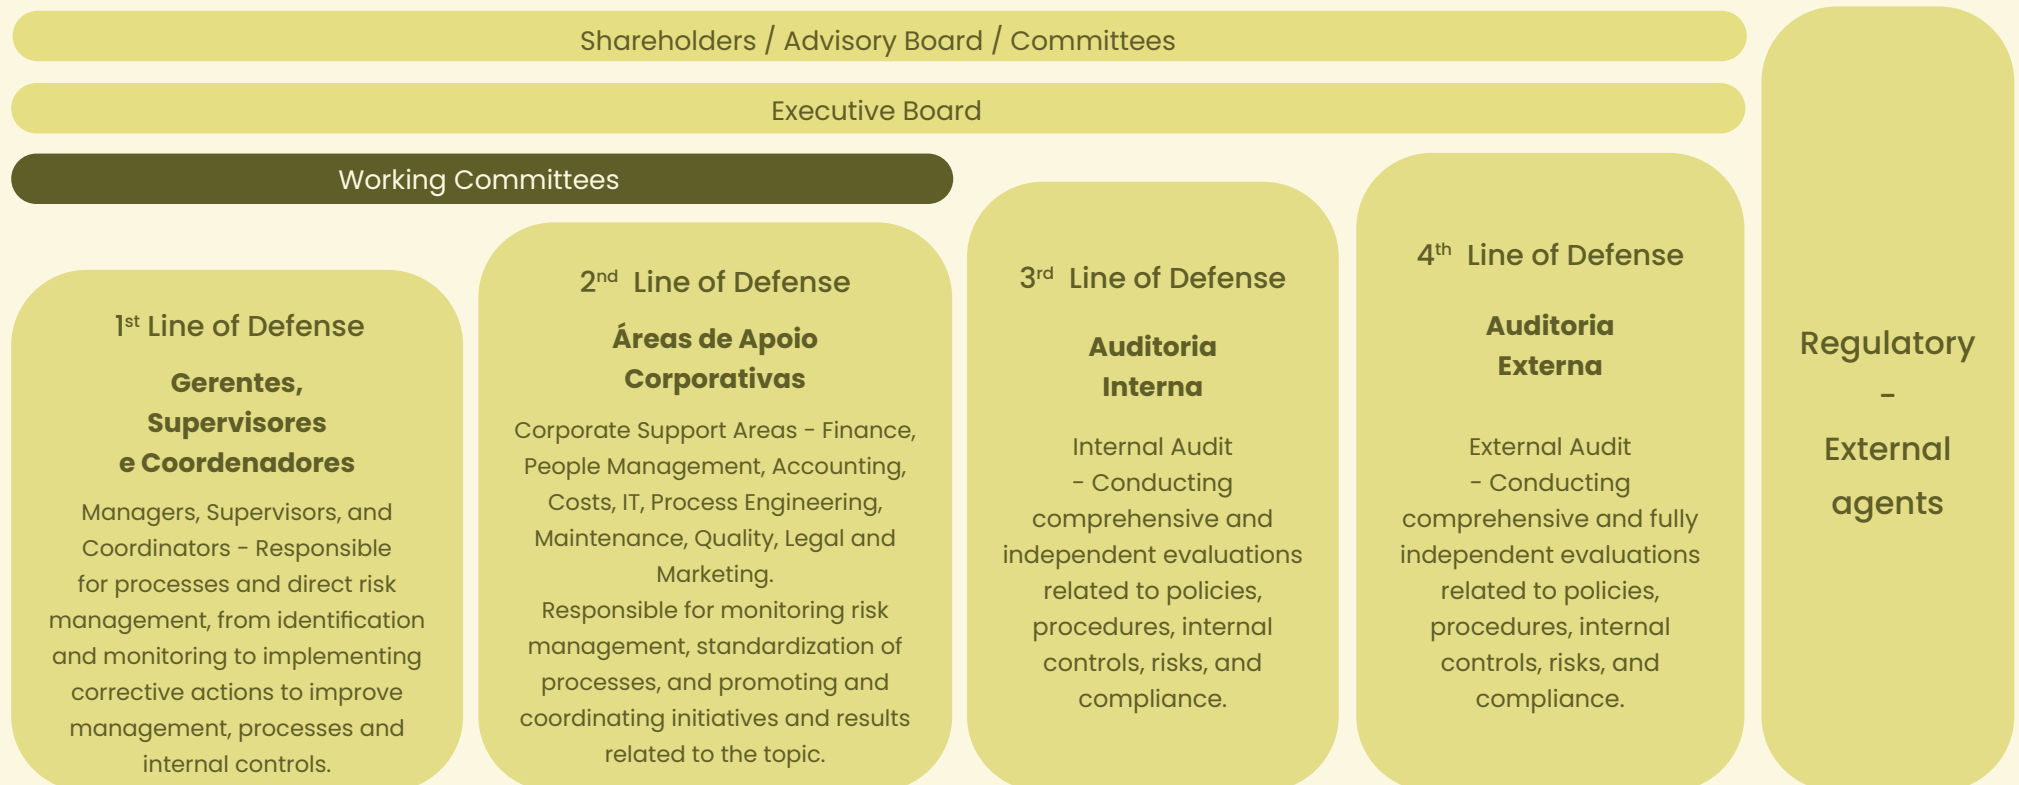 Shareholders / Advisory Board / Committees
Executive Board
Working Committees
1st Line of Defense
Gerentes,
Supervisores
e Coordenadores
Managers, Supervisors, and
Coordinators - Responsible
for processes and direct risk
management, from identification
and monitoring to implementing
corrective actions to improve
management, processes and
internal controls.
2nd Line of Defense
Áreas de Apoio
Corporativas
Corporate Support Areas - Finance,
People Management, Accounting,
Costs, IT, Process Engineering,
Maintenance, Quality, Legal and
Marketing.
Responsible for monitoring risk
management, standardization of
processes, and promoting and
coordinating initiatives and results
related to the topic.
3rd Line of Defense
Auditoria
Interna
Internal Audit
- Conducting
comprehensive and
independent evaluations
related to policies,
procedures, internal
controls, risks, and
compliance.
4th Line of Defense
Auditoria
Externa
External Audit
- Conducting
comprehensive and fully
independent evaluations
related to policies,
procedures, internal
controls, risks, and
compliance.
Regulatory
-
External
agents